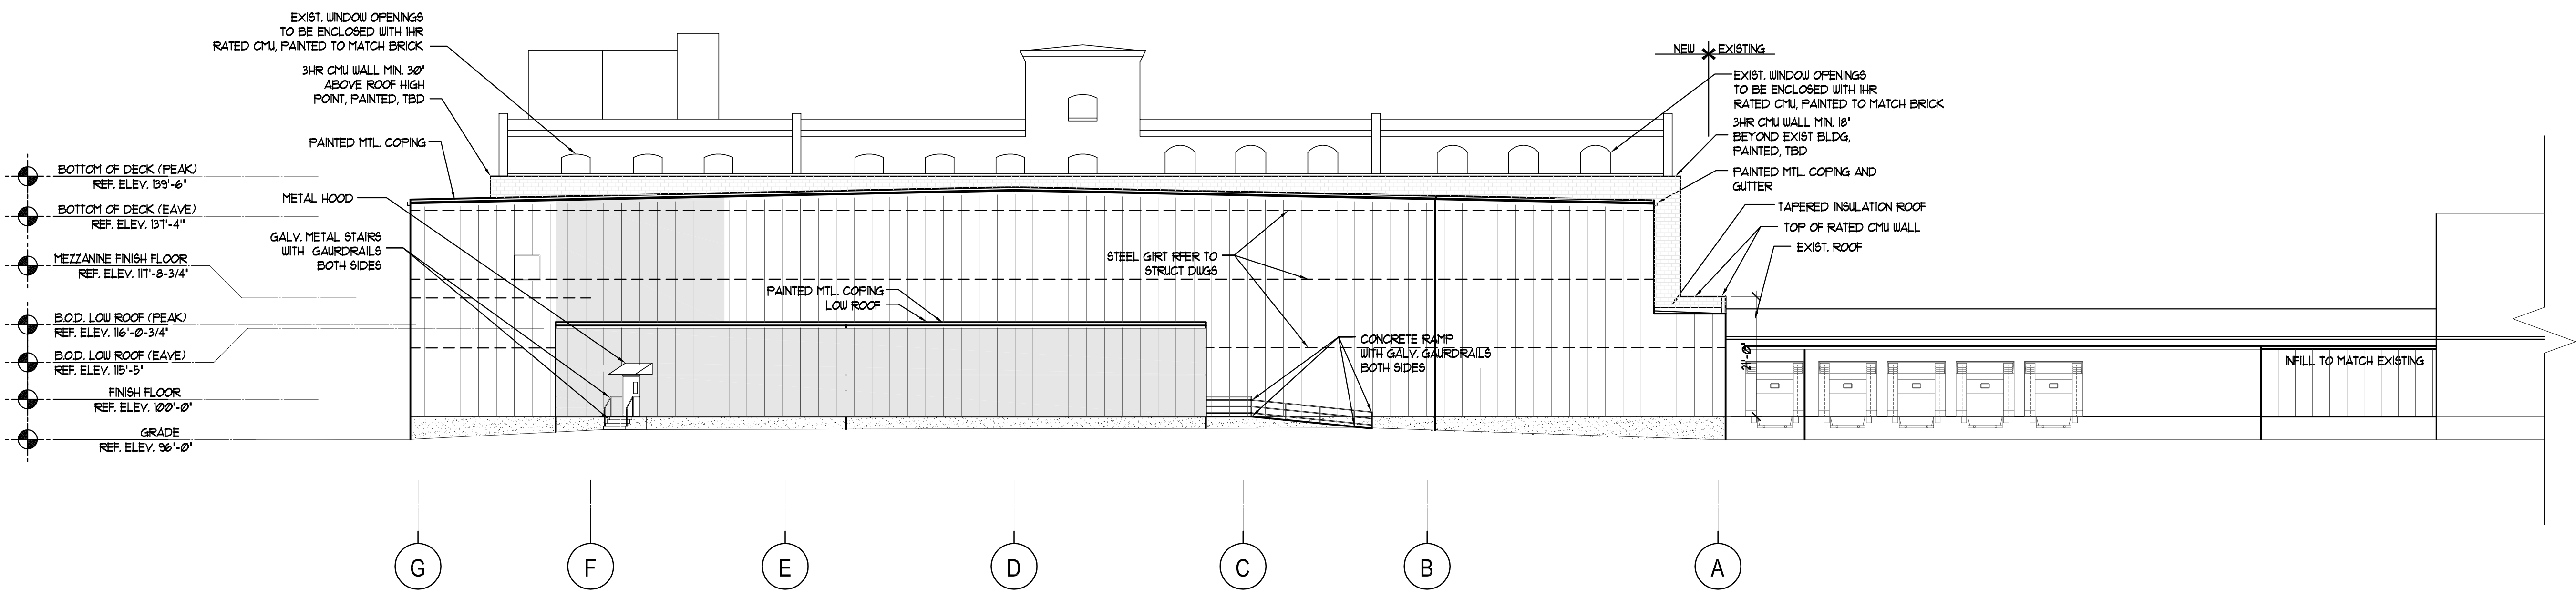 EXIST. WINDOW OPENINGS
TO BE ENCLOSED WITH 1HR
RATED CMU, PAINTED TO MATCH BRICK
3HR CMU WALL MIN. 30"
ABOVE ROOF HIGH
POINT, PAINTED, TBD
PAINTED MTL. COPING
METAL HOOD
GALV. METAL STAIRS
WITH GAURDRAILS
BOTH SIDES
BOTTOM OF DECK (PEAK)
REF. ELEV. 139'-6"
BOTTOM OF DECK (EAVE)
REF. ELEV. 137'-4"
MEZZANINE FINISH FLOOR
REF. ELEV. 117'-8-3/4"
B.O.D. LOW ROOF (PEAK)
REF. ELEV. 116'-0-3/4"
B.O.D. LOW ROOF (EAVE)
REF. ELEV. 115'-5"
FINISH FLOOR
REF. ELEV. 100'-0"
GRADE
REF. ELEV. 96'-0"
PAINTED MTL. COPING
LOW ROOF
STEEL GIRT RFER TO
STRUCT DWGS
CONCRETE RAMP
WITH GALV. GAURDRAILS
BOTH SIDES
NEW
EXISTING
EXIST. WINDOW OPENINGS
TO BE ENCLOSED WITH 1HR
RATED CMU, PAINTED TO MATCH BRICK
3HR CMU WALL MIN. 18"
BEYOND EXIST BLDG,
PAINTED, TBD
PAINTED MTL. COPING AND
GUTTER
TAPERED INSULATION ROOF
TOP OF RATED CMU WALL
EXIST. ROOF
21'-0"
INFILL TO MATCH EXISTING
G
F
E
D
C
B
A